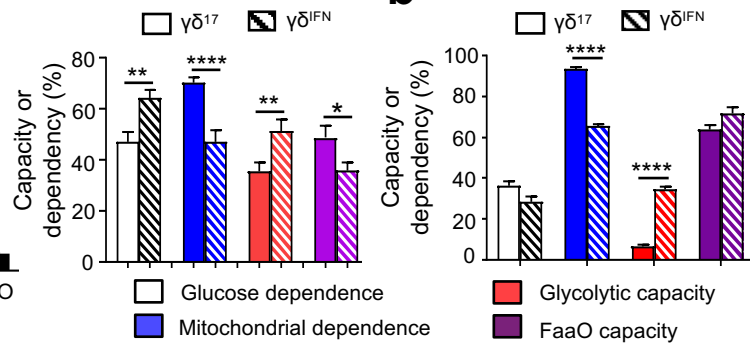 b
γδ¹⁷ γδᴵᶠᴺ
Capacity or
dependency (%)
80
60
40
20
0
** **** ** *
γδ¹⁷ γδᴵᶠᴺ
Capacity or
dependency (%)
100
80
60
40
20
0
**** ****
O
Glucose dependence
Mitochondrial dependence
Glycolytic capacity
FaaO capacity